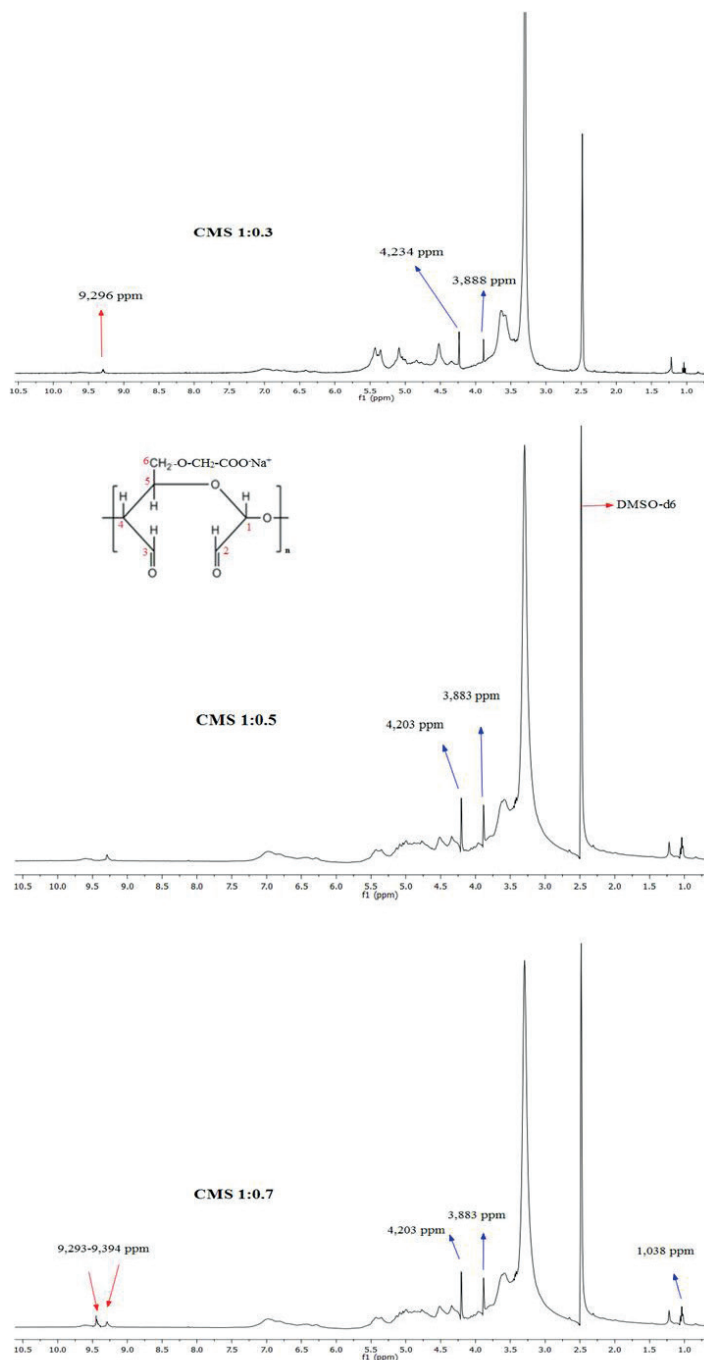 CMS 1:0.3
4,234 ppm
3,888 ppm
9,296 ppm
10.5 10.0 9.5 9.0 8.5 8.0 7.5 7.0 6.5 6.0 5.5 5.0 4.5 4.0 3.5 3.0 2.5 2.0 1.5 1.0
f1 (ppm)
6
CH2-O-CH2-COO-Na+
5
H
O
H
H
4
H
H
1
O
3
2
n
O
O
DMSO-d6
3,883 ppm
CMS 1:0.5
4,203 ppm
10.5 10.0 9.5 9.0 8.5 8.0 7.5 7.0 6.5 6.0 5.5 5.0 4.5 4.0 3.5 3.0 2.5 2.0 1.5 1.0
f1 (ppm)
CMS 1:0.7
3,883 ppm
4,203 ppm
9,293-9,394 ppm
1,038 ppm
10.5 10.0 9.5 9.0 8.5 8.0 7.5 7.0 6.5 6.0 5.5 5.0 4.5 4.0 3.5 3.0 2.5 2.0 1.5 1.0
f1 (ppm)